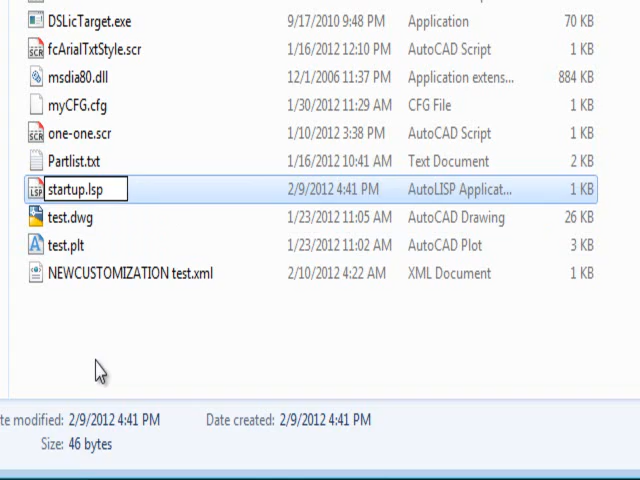 DSLicTarget.exe 9/17/2010 9:48 PM Application 70 KB
SCR fcArialTxtStyle.scr 1/16/2012 12:10 PM AutoCAD Script 1 KB
msdia80.dll 12/1/2006 11:37 PM Application extens... 884 KB
myCFG.cfg 1/30/2012 11:29 AM CFG File 1 KB
SCR one-one.scr 1/10/2012 3:38 PM AutoCAD Script 1 KB
Partlist.txt 1/16/2012 10:41 AM Text Document 2 KB
LSP startup.lsp 2/9/2012 4:41 PM AutoLISP Applicat... 1 KB
test.dwg 1/23/2012 11:05 AM AutoCAD Drawing 26 KB
test.plt 1/23/2012 11:02 AM AutoCAD Plot 3 KB
NEWCUSTOMIZATION test.xml 2/10/2012 4:22 AM XML Document 1 KB
te modified: 2/9/2012 4:41 PM Date created: 2/9/2012 4:41 PM
Size: 46 bytes